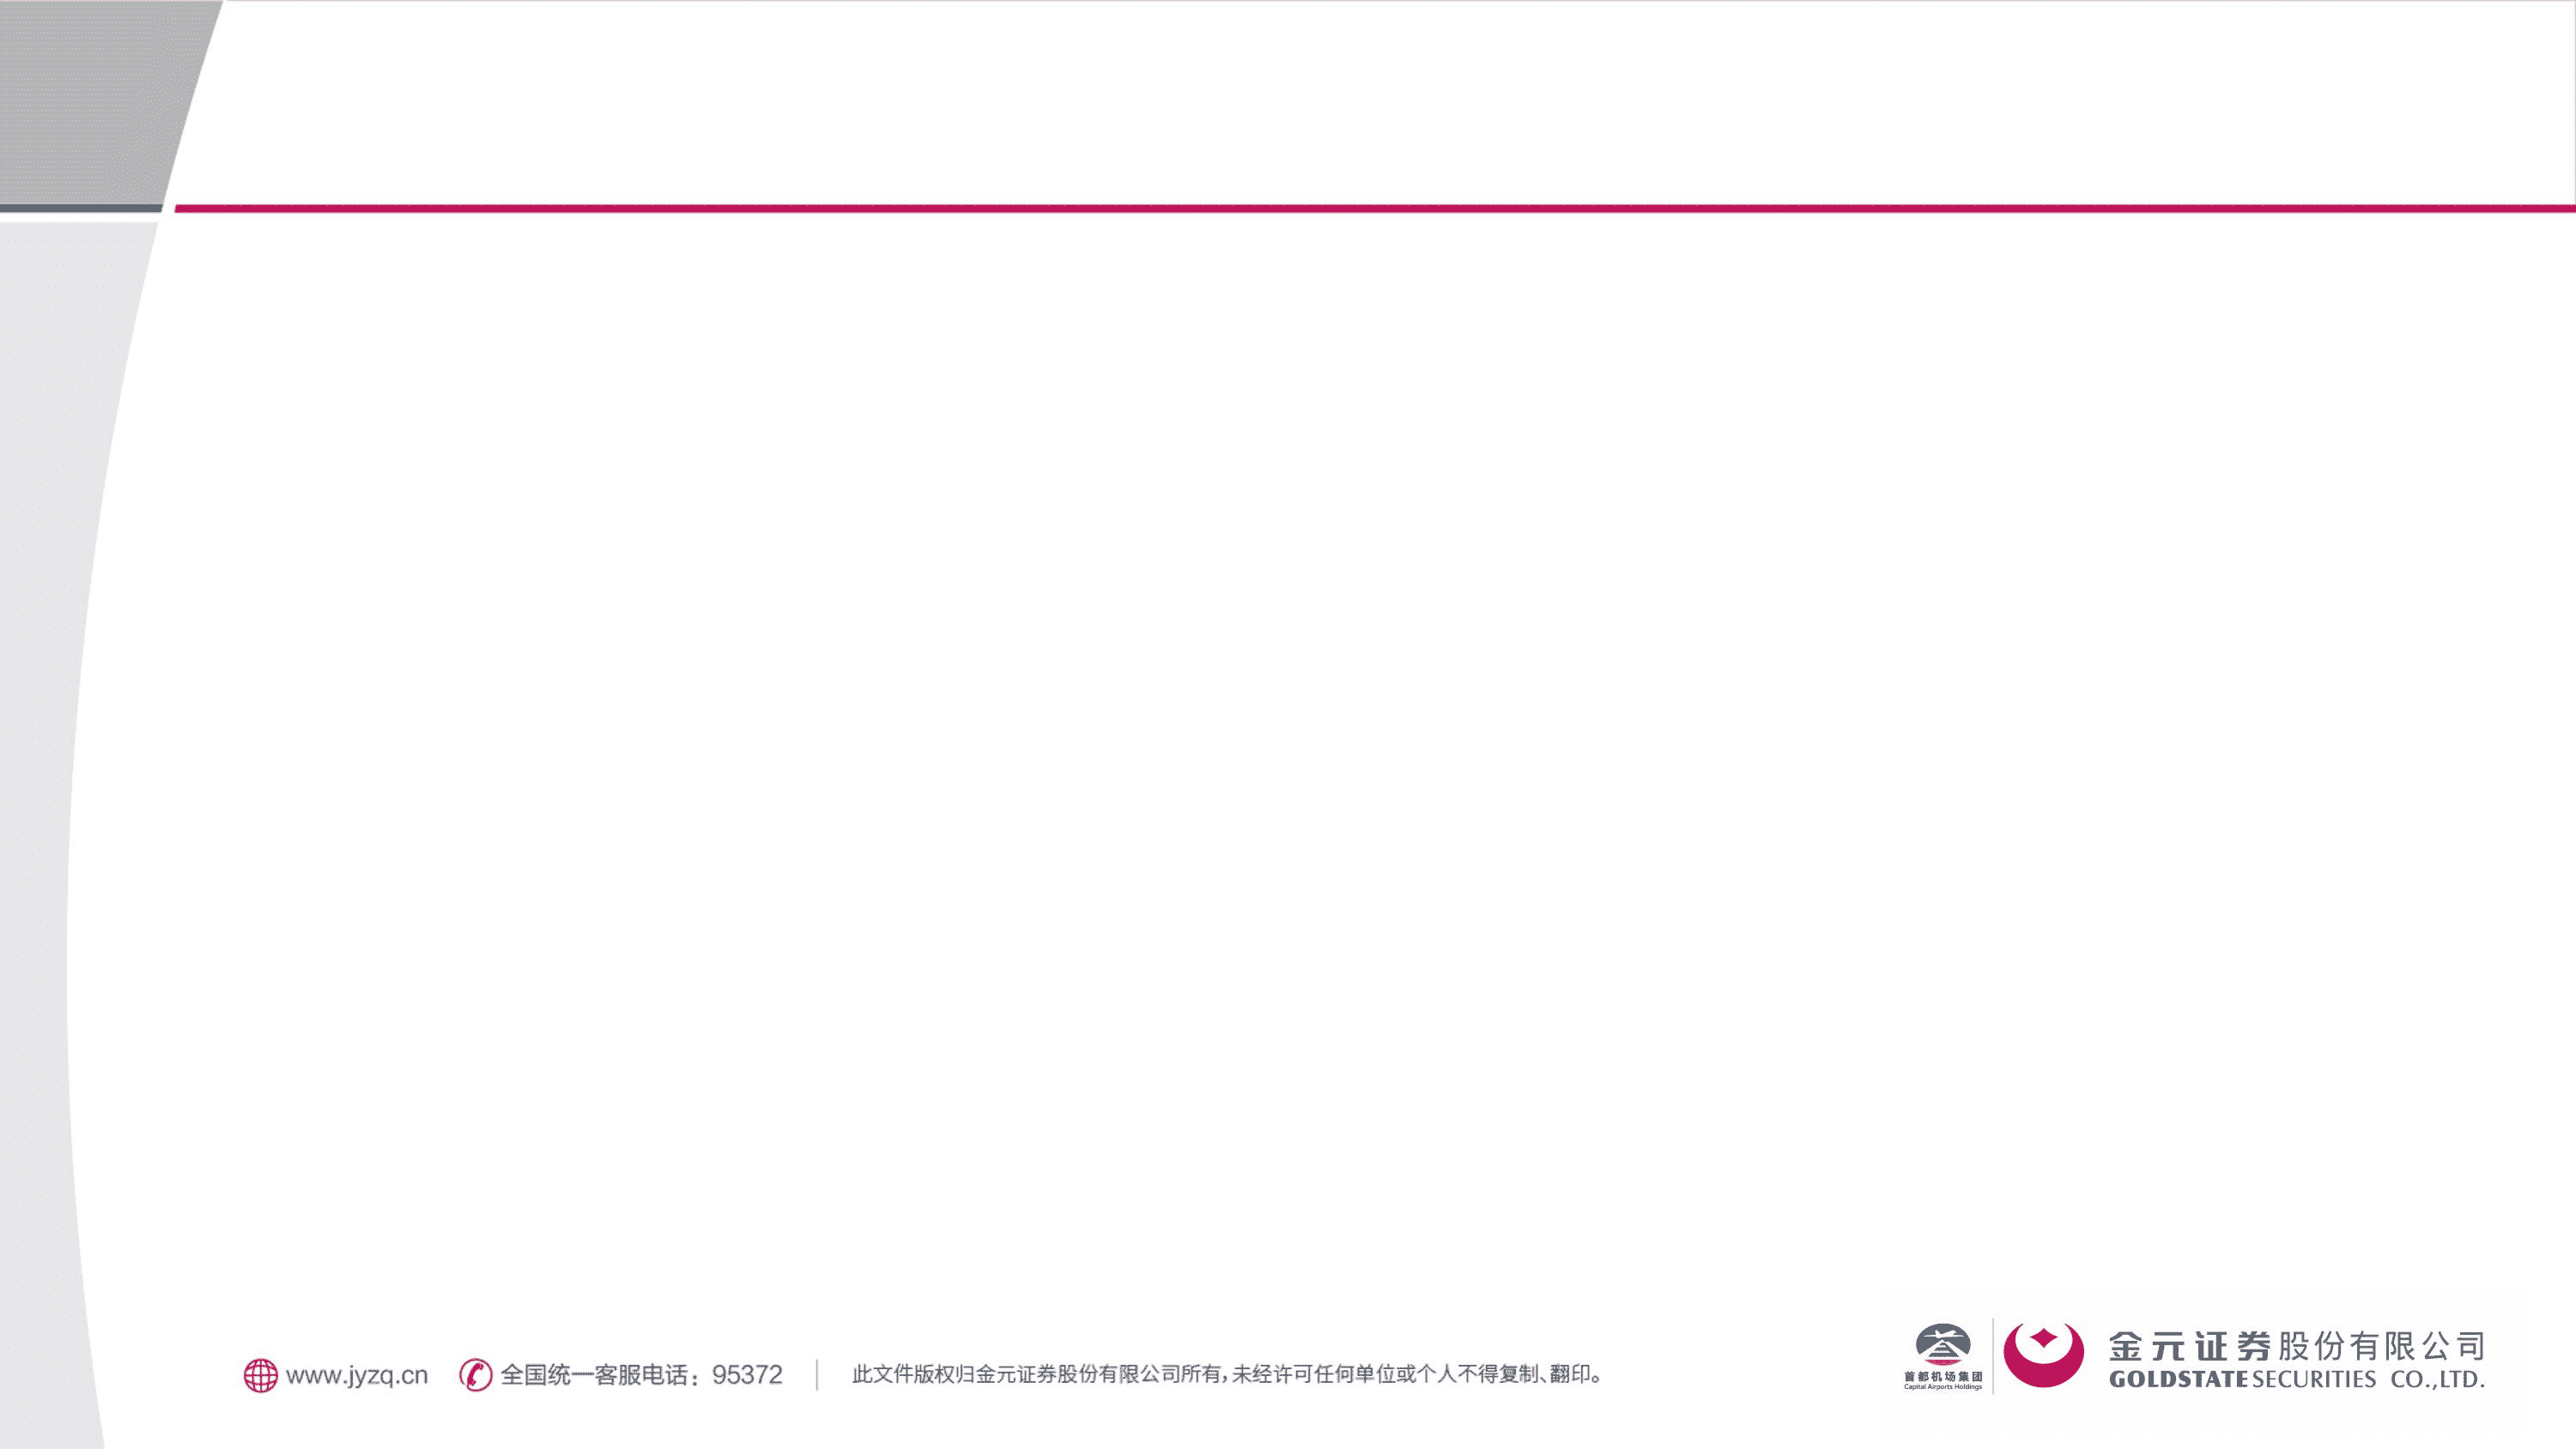 www.jyzq.cn 全国统一客服电话：95372 此文件版权归金元证券股份有限公司所有,未经许可任何单位或个人不得复制、翻印。
首都机场集团
Capital Airports Holdings
金元证券股份有限公司
GOLDSTATE SECURITIES CO.,LTD.